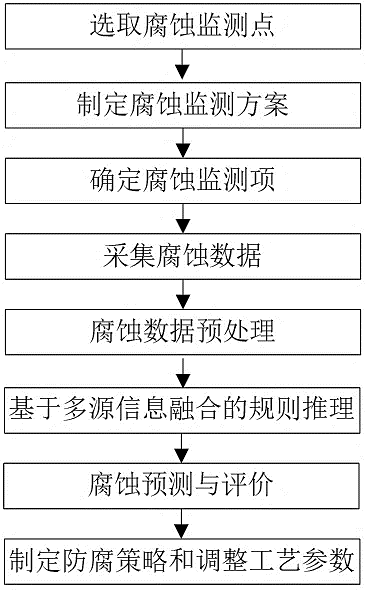 选取腐蚀监测点
制定腐蚀监测方案
确定腐蚀监测项
采集腐蚀数据
腐蚀数据预处理
基于多源信息融合的规则推理
腐蚀预测与评价
制定防腐策略和调整工艺参数